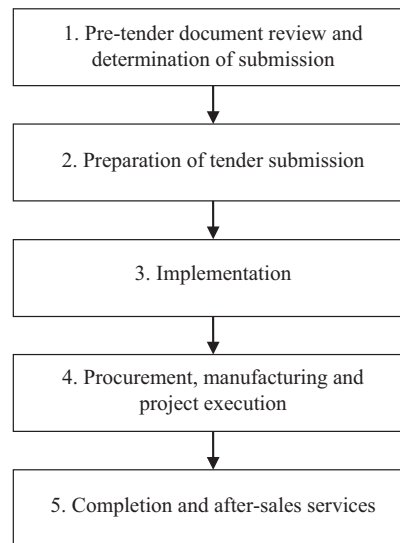 1. Pre-tender document review and
determination of submission
2. Preparation of tender submission
3. Implementation
4. Procurement, manufacturing and
project execution
5. Completion and after-sales services